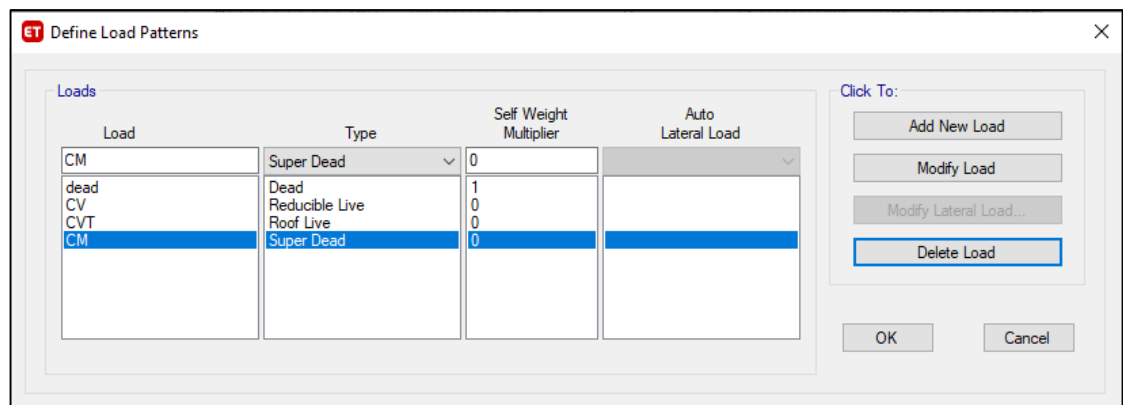 ET Define Load Patterns
Loads
Click To:
Load Type Self Weight Multiplier Auto Lateral Load
CM Super Dead 0
dead Dead 1
CV Reducible Live 0
CVT Roof Live 0
CM Super Dead 0
Add New Load
Modify Load
Modify Lateral Load...
Delete Load
OK Cancel